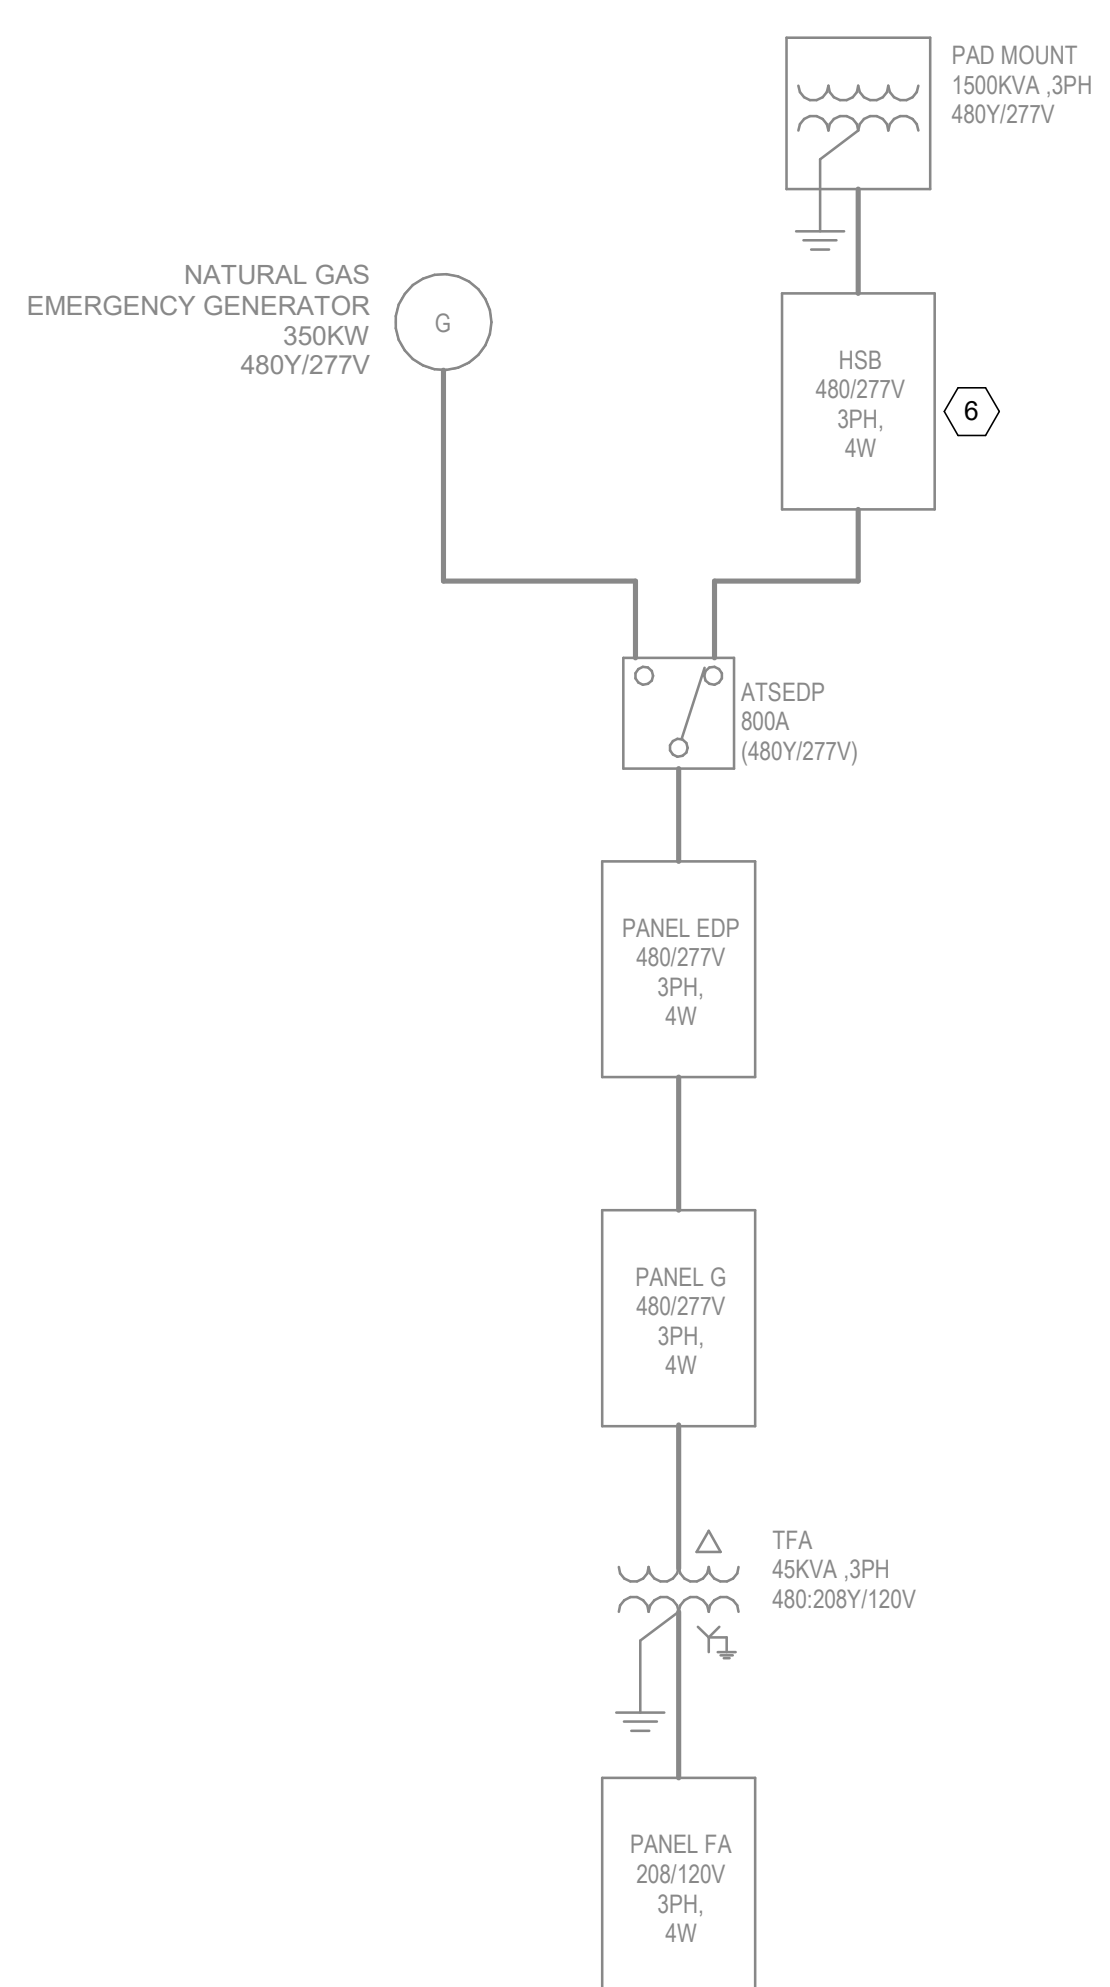 PAD MOUNT
1500KVA ,3PH
480Y/277V
NATURAL GAS
EMERGENCY GENERATOR
350KW
480Y/277V
G
HSB
480/277V
3PH,
4W
6
ATSEDP
800A
(480Y/277V)
PANEL EDP
480/277V
3PH,
4W
PANEL G
480/277V
3PH,
4W
TFA
45KVA ,3PH
480:208Y/120V
PANEL FA
208/120V
3PH,
4W